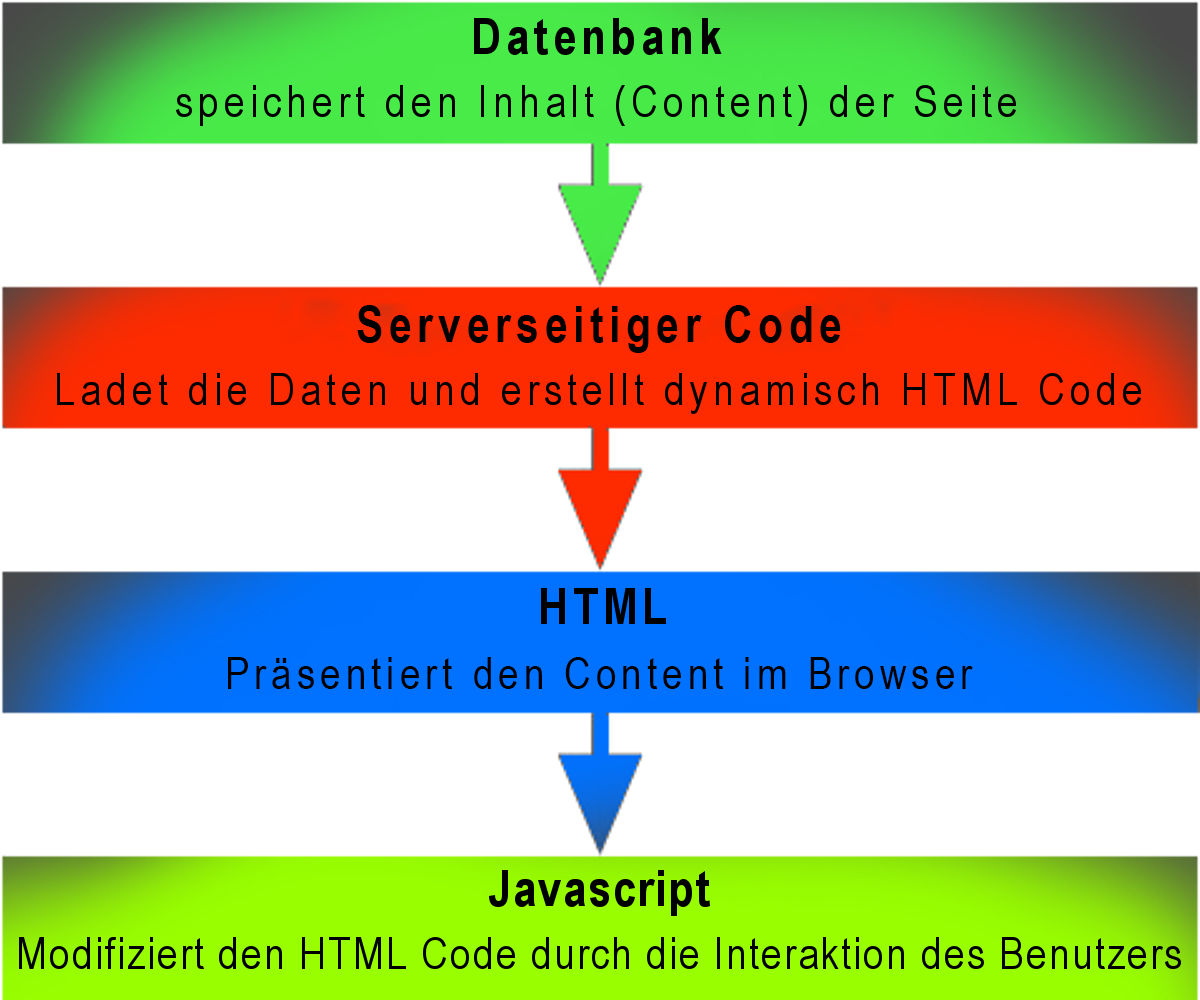 Datenbank
speichert den Inhalt (Content) der Seite
Serverseitiger Code
Ladet die Daten und erstellt dynamisch HTML Code
HTML
Präsentiert den Content im Browser
Javascript
Modifiziert den HTML Code durch die Interaktion des Benutzers